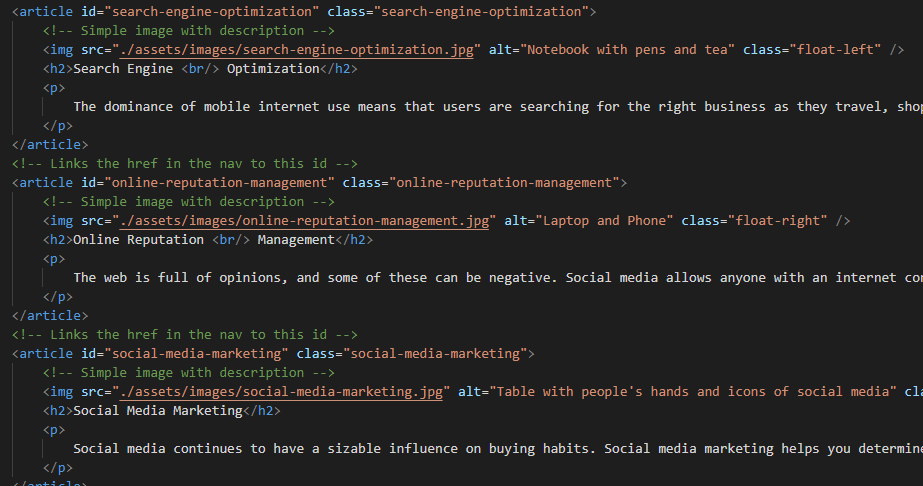 <article id="search-engine-optimization" class="search-engine-optimization">
<!-- Simple image with description -->
<img src="./assets/images/search-engine-optimization.jpg" alt="Notebook with pens and tea" class="float-left" />
<h2>Search Engine <br/> Optimization</h2>
<p>
The dominance of mobile internet use means that users are searching for the right business as they travel, shop
</p>
</article>
<!-- Links the href in the nav to this id -->
<article id="online-reputation-management" class="online-reputation-management">
<!-- Simple image with description -->
<img src="./assets/images/online-reputation-management.jpg" alt="Laptop and Phone" class="float-right" />
<h2>Online Reputation <br/> Management</h2>
<p>
The web is full of opinions, and some of these can be negative. Social media allows anyone with an internet con
</p>
</article>
<!-- Links the href in the nav to this id -->
<article id="social-media-marketing" class="social-media-marketing">
<!-- Simple image with description -->
<img src="./assets/images/social-media-marketing.jpg" alt="Table with people's hands and icons of social media" cla
<h2>Social Media Marketing</h2>
<p>
Social media continues to have a sizable influence on buying habits. Social media marketing helps you determine
</p>
</article>